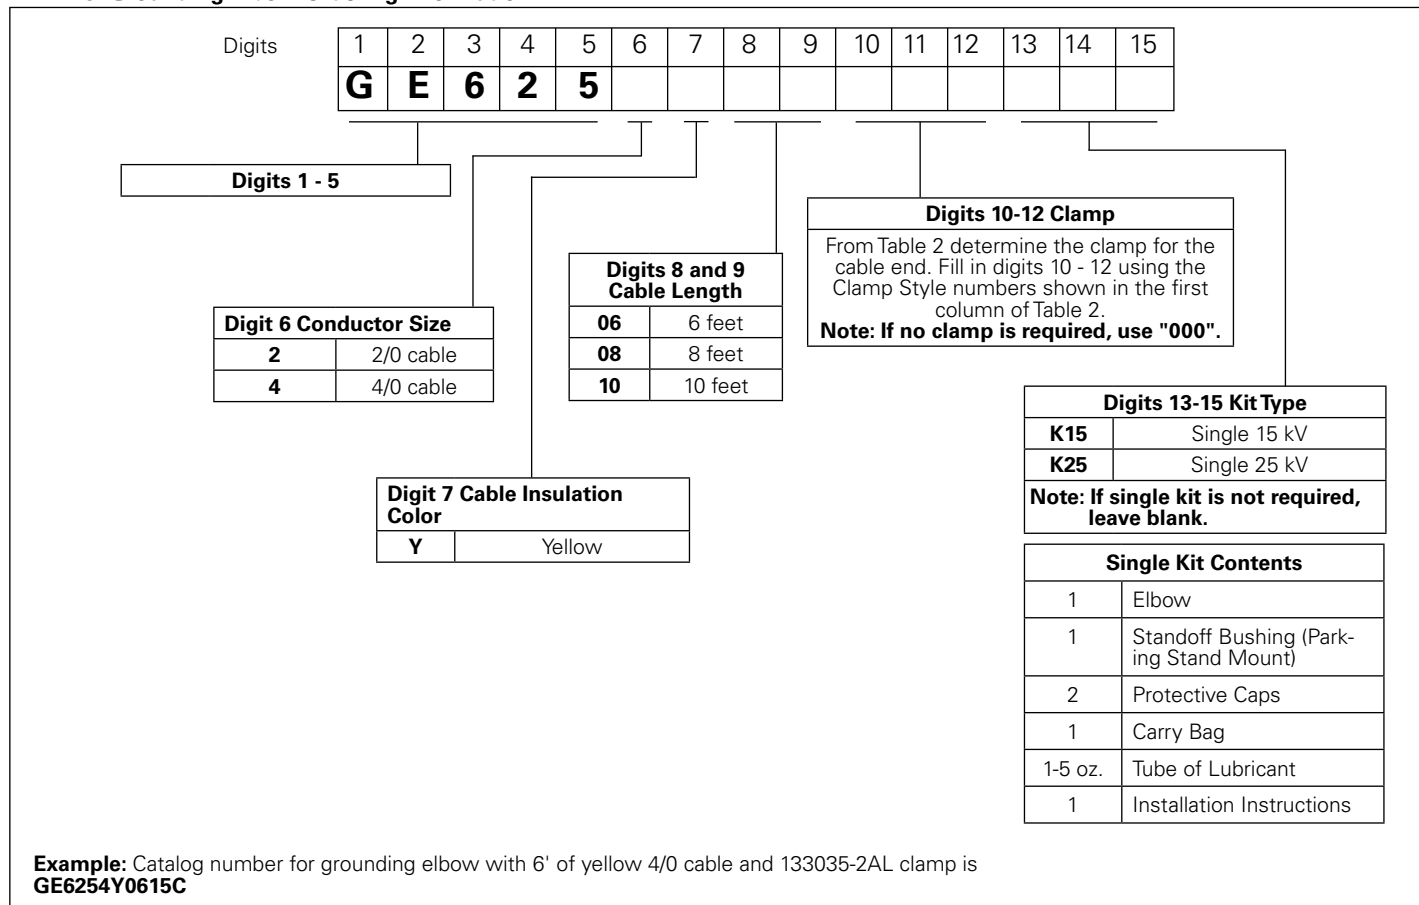 Digits 1 2 3 4 5 6 7 8 9 10 11 12 13 14 15
G E 6 2 5
Digits 1 - 5
Digit 6 Conductor Size
2 2/0 cable
4 4/0 cable
Digit 7 Cable Insulation
Color
Y Yellow
Digits 8 and 9
Cable Length
06 6 feet
08 8 feet
10 10 feet
Digits 10-12 Clamp
From Table 2 determine the clamp for the
cable end. Fill in digits 10 - 12 using the
Clamp Style numbers shown in the first
column of Table 2.
Note: If no clamp is required, use "000".
Digits 13-15 Kit Type
K15 Single 15 kV
K25 Single 25 kV
Note: If single kit is not required,
leave blank.
Single Kit Contents
1 Elbow
1 Standoff Bushing (Park-
ing Stand Mount)
2 Protective Caps
1 Carry Bag
1-5 oz. Tube of Lubricant
1 Installation Instructions
Example: Catalog number for grounding elbow with 6' of yellow 4/0 cable and 133035-2AL clamp is
GE6254Y0615C